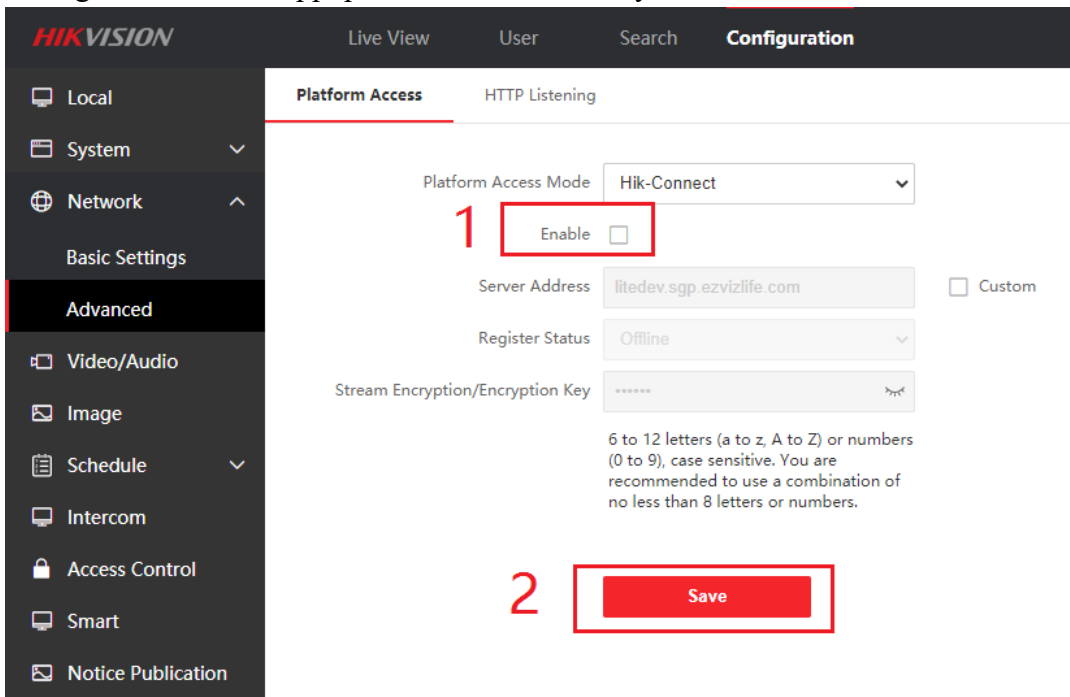 HIKVISION
Live View
User
Search
Configuration
Local
System
Network
Basic Settings
Advanced
Video/Audio
Image
Schedule
Intercom
Access Control
Smart
Notice Publication
Platform Access
HTTP Listening
Platform Access Mode
Hik-Connect
1
Enable
Server Address
litedev.sgp.ezvizlife.com
Custom
Register Status
Offline
Stream Encryption/Encryption Key
••••••
6 to 12 letters (a to z, A to Z) or numbers
(0 to 9), case sensitive. You are
recommended to use a combination of
no less than 8 letters or numbers.
2
Save